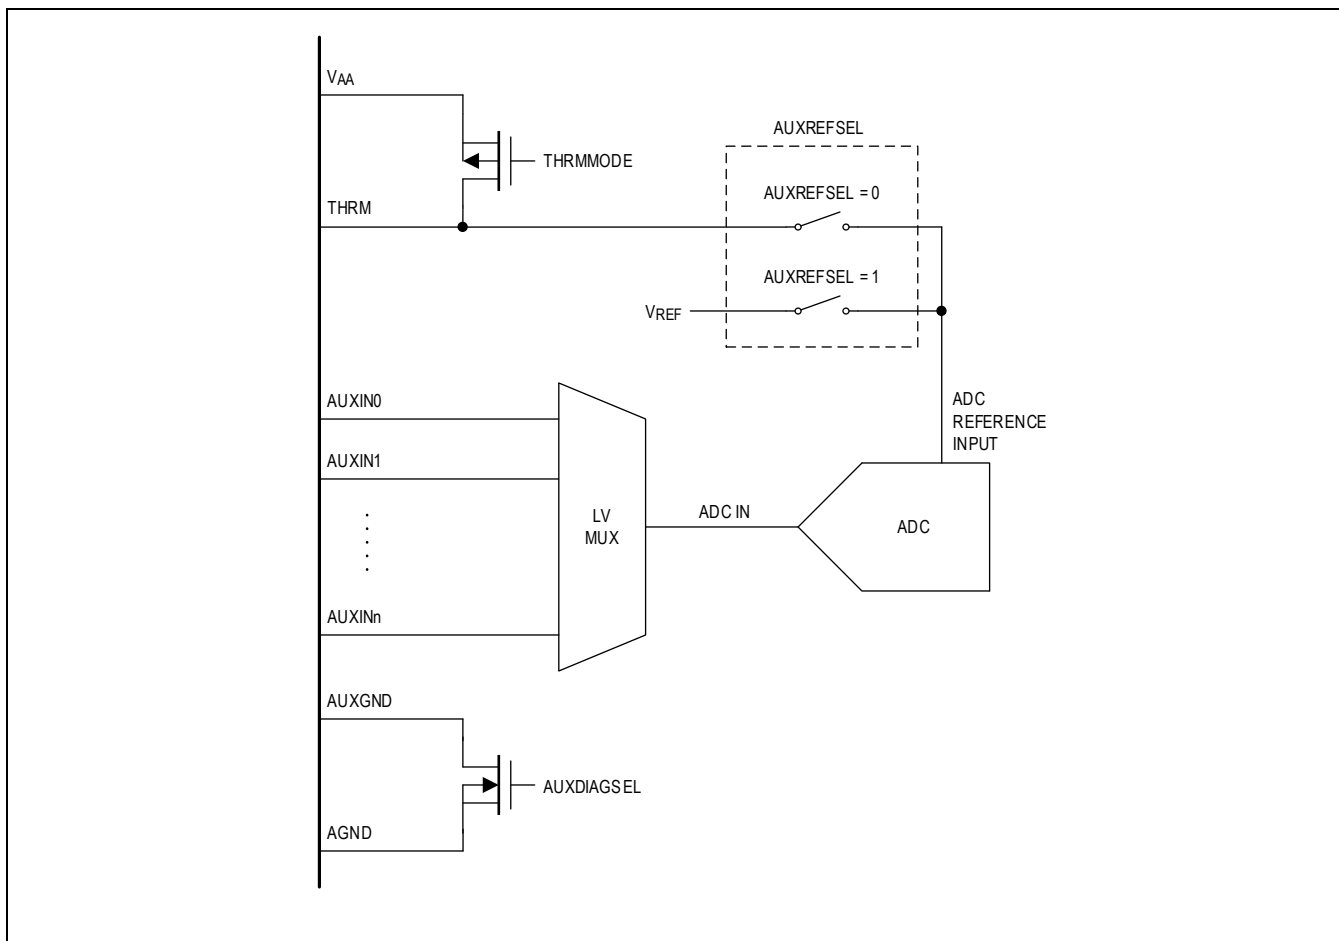 VAA
THRMMODE
THRM
AUXREFSEL
AUXREFSEL = 0
AUXREFSEL = 1
VREF
AUXIN0
AUXIN1
AUXINn
LV
MUX
ADC IN
ADC
REFERENCE
INPUT
ADC
AUXGND
AUXDIAGSEL
AGND